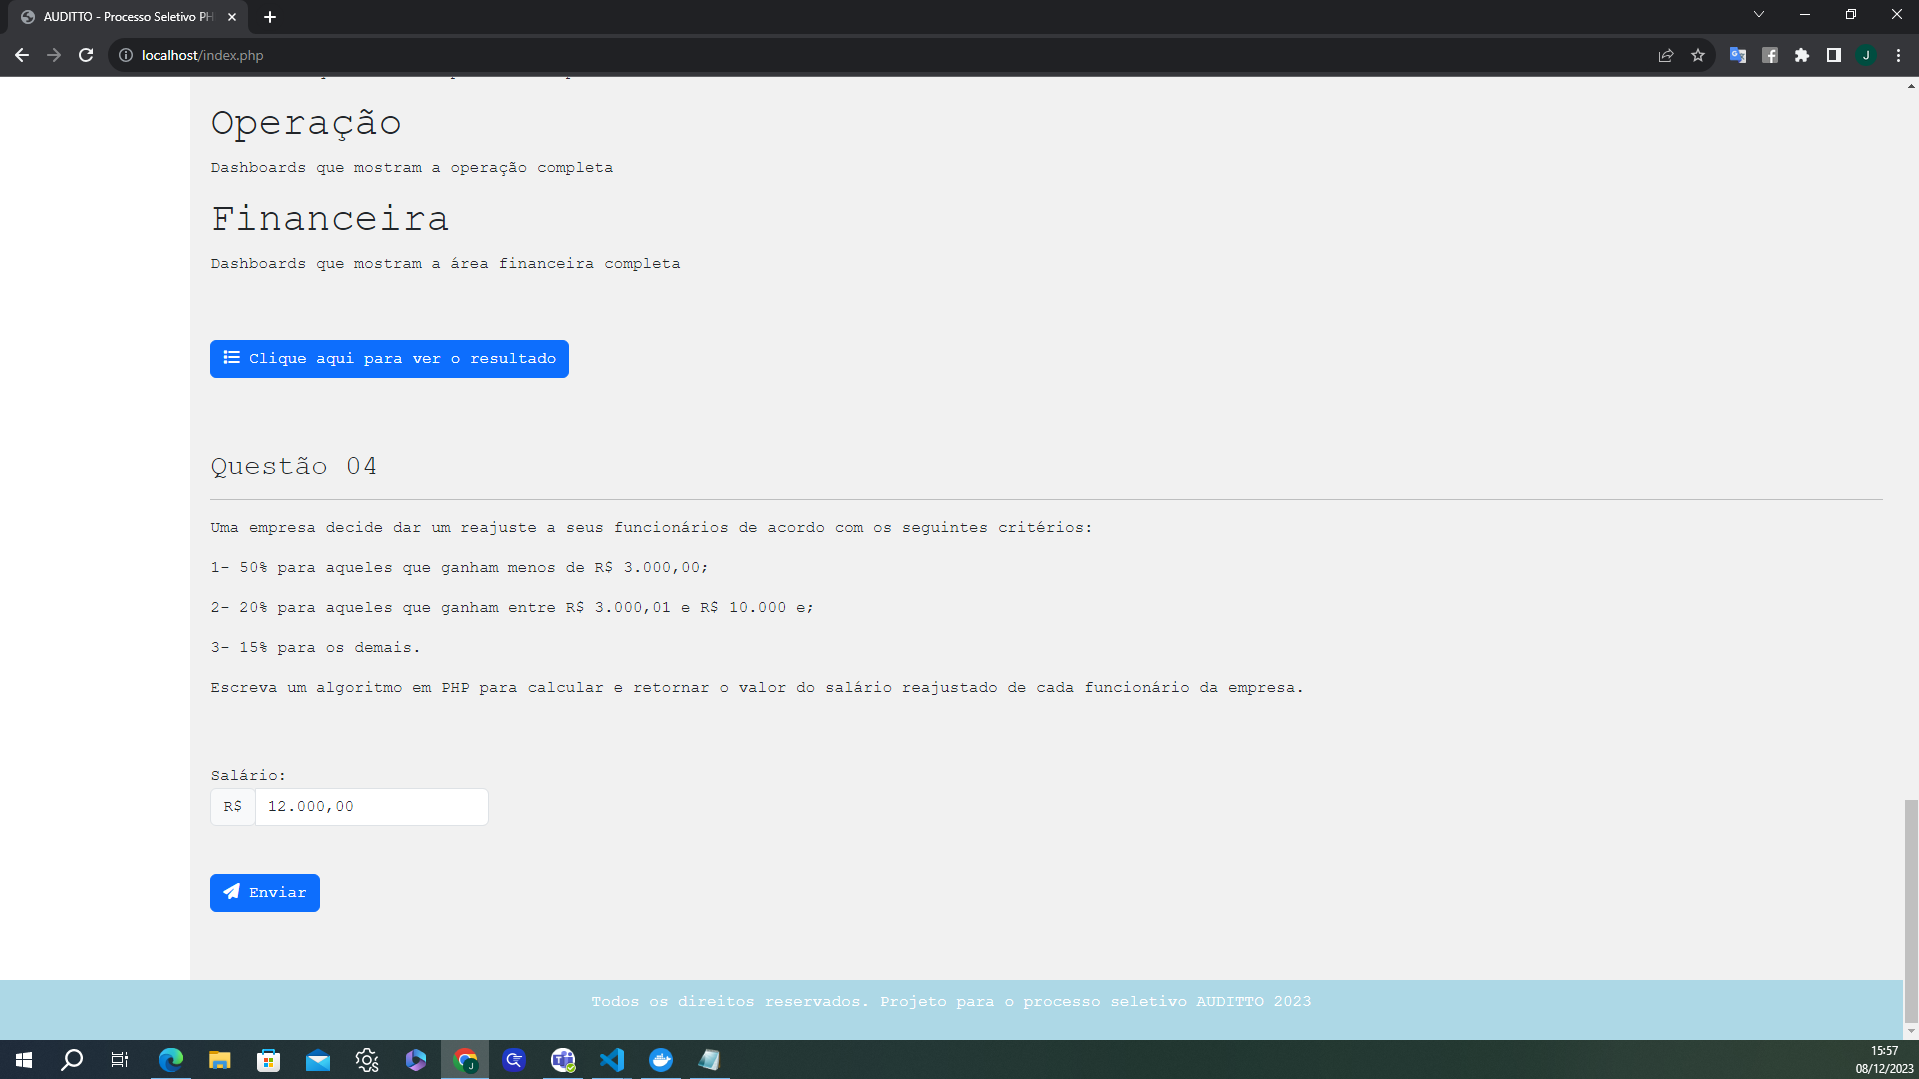 AUDITTO - Processo Seletivo PH
localhost/index.php
J
Operação
Dashboards que mostram a operação completa
Financeira
Dashboards que mostram a área financeira completa
Clique aqui para ver o resultado
Questão 04
Uma empresa decide dar um reajuste a seus funcionários de acordo com os seguintes critérios:
1- 50% para aqueles que ganham menos de R$ 3.000,00;
2- 20% para aqueles que ganham entre R$ 3.000,01 e R$ 10.000 e;
3- 15% para os demais.
Escreva um algoritmo em PHP para calcular e retornar o valor do salário reajustado de cada funcionário da empresa.
Salário:
R$ 12.000,00
Enviar
Todos os direitos reservados. Projeto para o processo seletivo AUDITTO 2023
15:57
08/12/2023